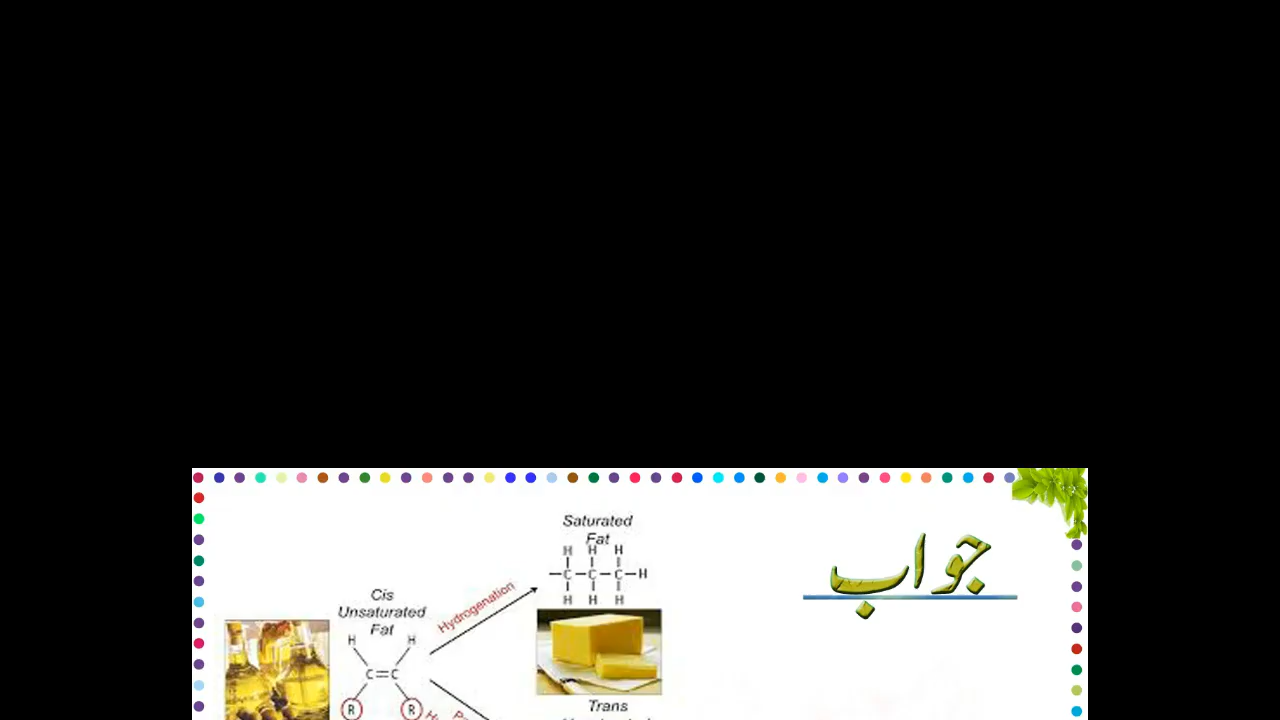 جواب
Saturated
Fat
H H H
C C C H
H H H
Hydrogenation
Cis
Unsaturated
Fat
H H
C=C
R R
Trans